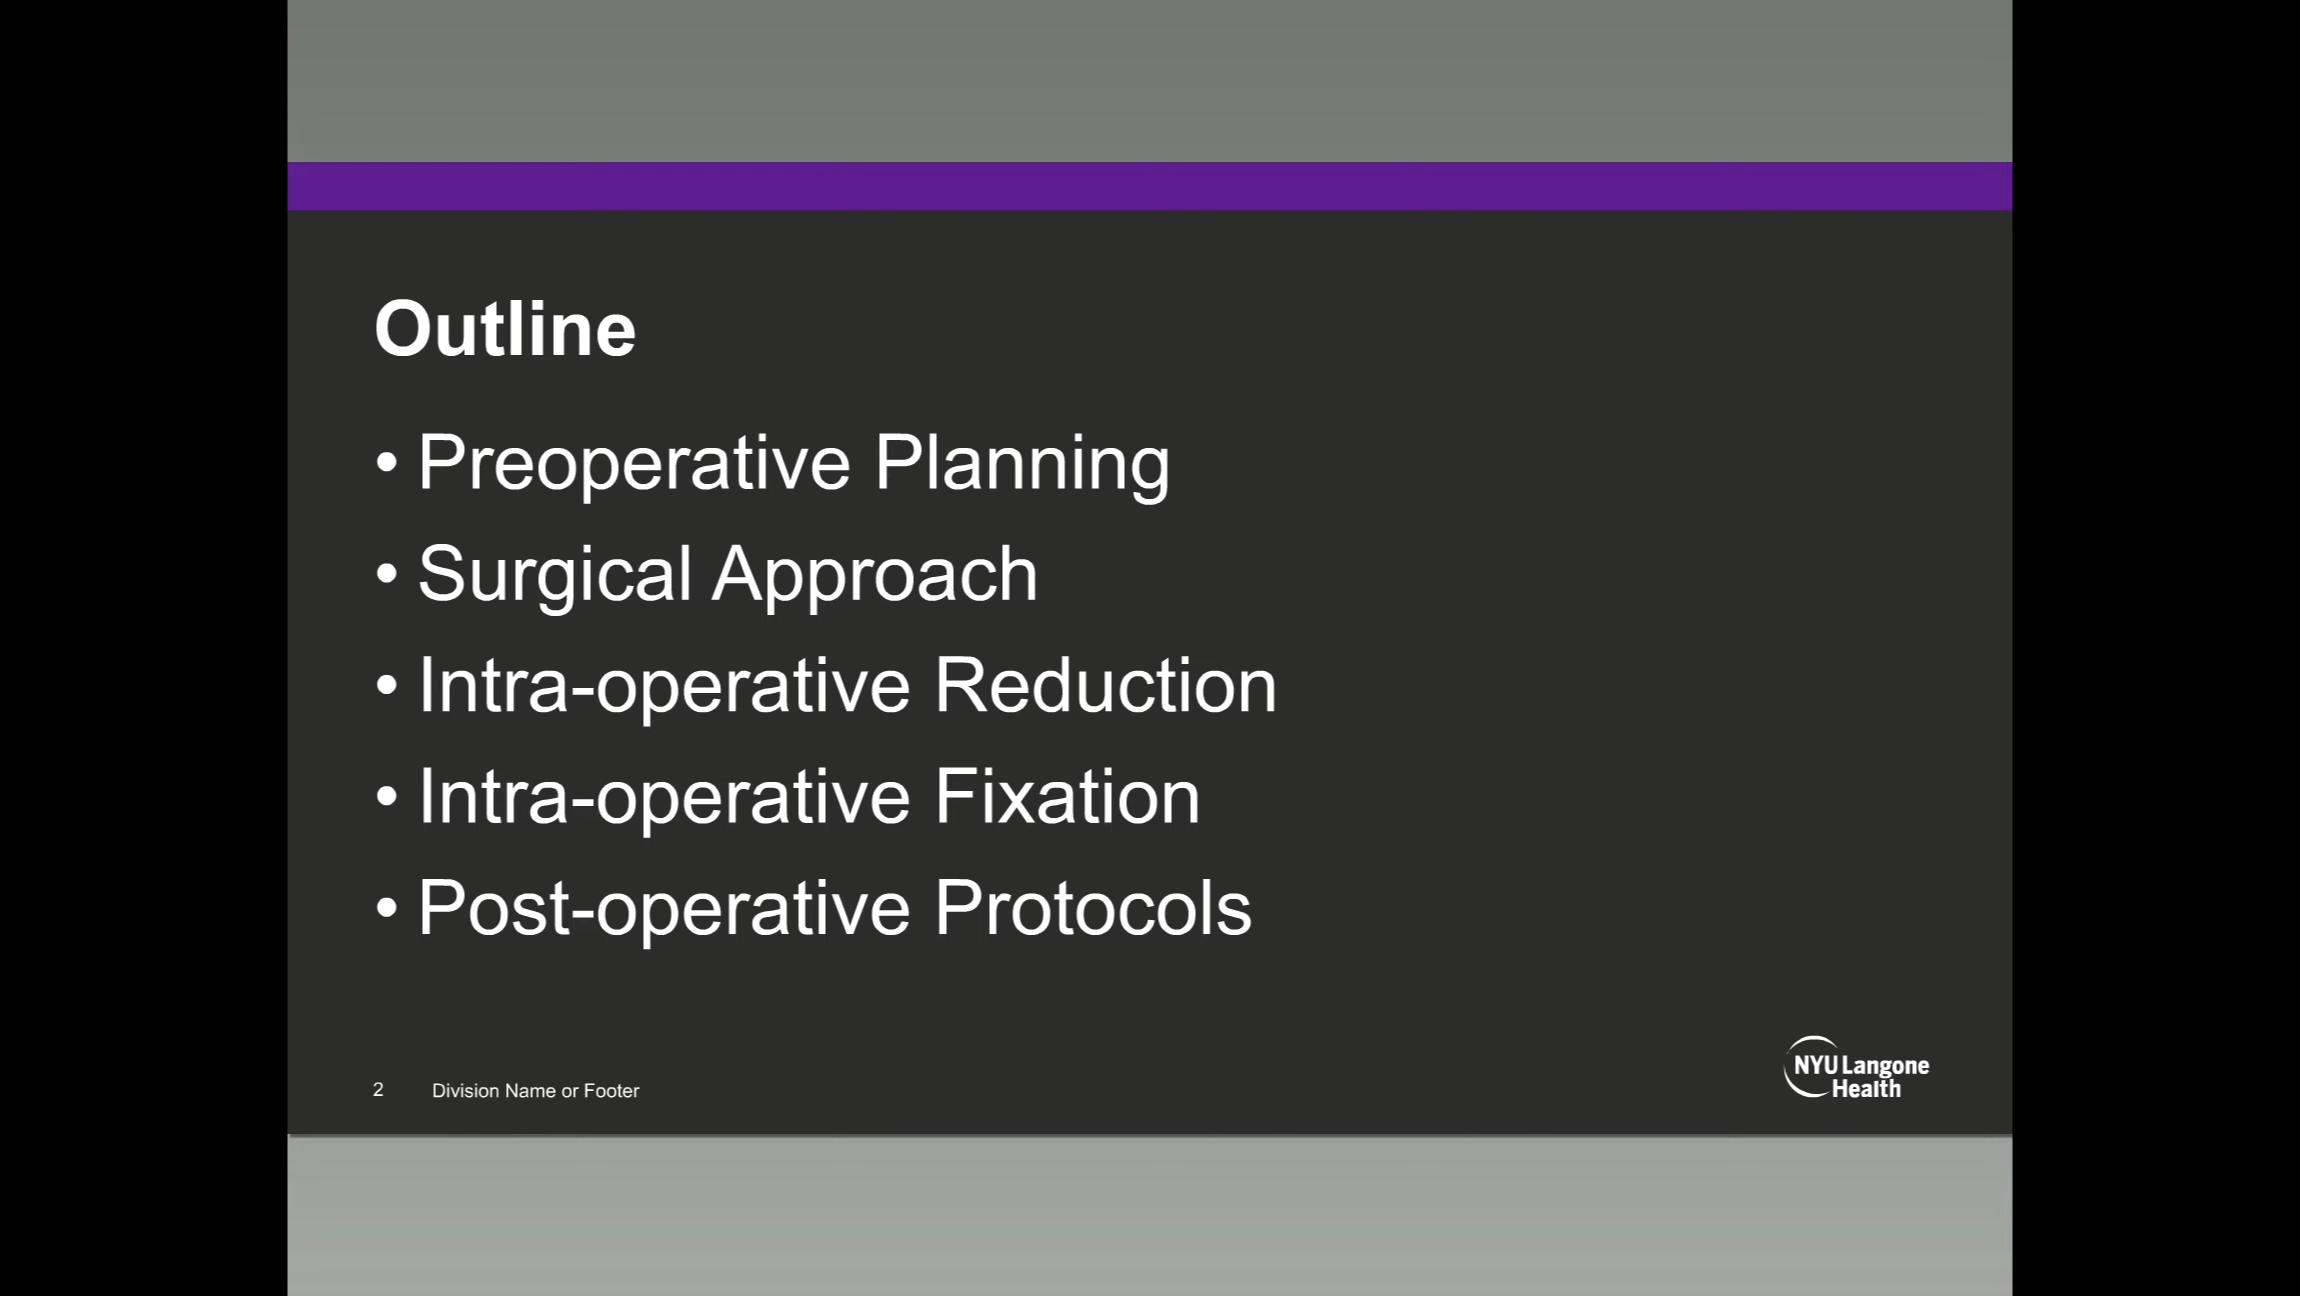 Outline
• Preoperative Planning
• Surgical Approach
• Intra-operative Reduction
• Intra-operative Fixation
• Post-operative Protocols
2 Division Name or Footer
NYU Langone
Health